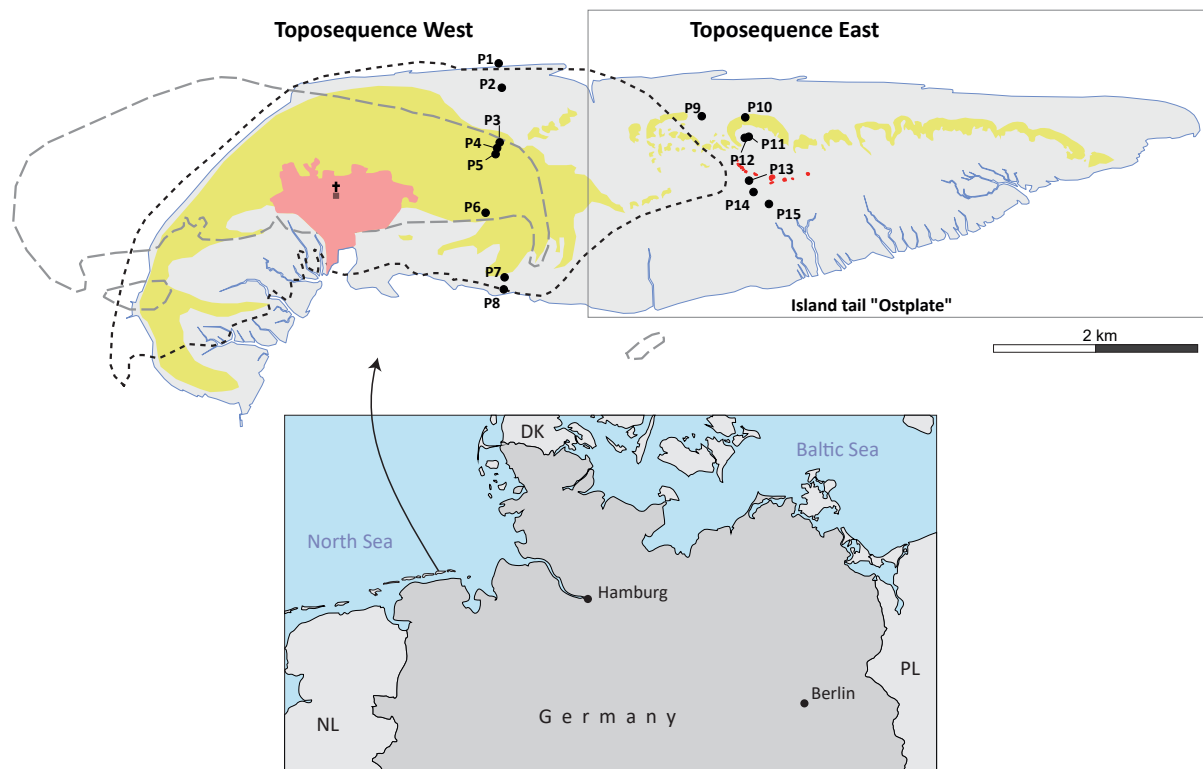 Toposequence West
Toposequence East
P1
P2
P3
P4
P5
P6
P7
P8
P9
P10
P11
P12
P13
P14
P15
Island tail "Ostplate"
2 km
DK
Baltic Sea
North Sea
Hamburg
Berlin
PL
NL
Germany